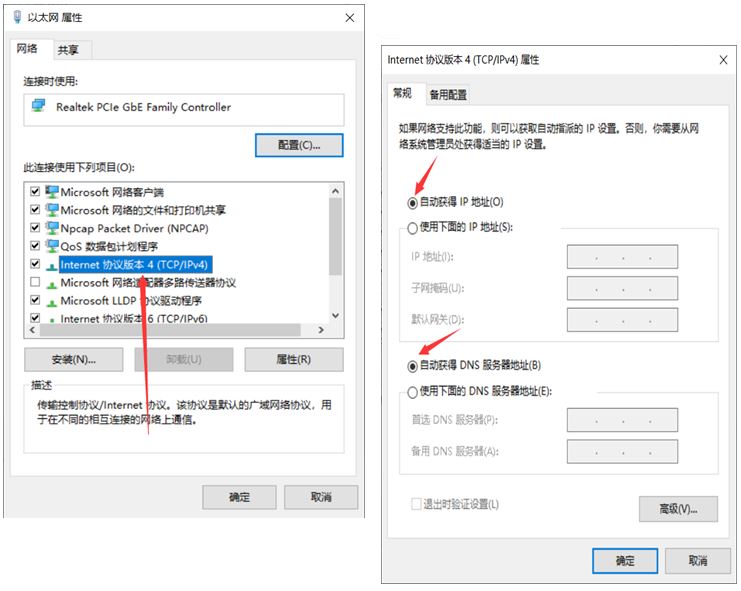 以太网 属性
网络
共享
连接时使用:
Realtek PCIe GbE Family Controller
配置(C)...
此连接使用下列项目(O):
Microsoft 网络客户端
Microsoft 网络的文件和打印机共享
Npcap Packet Driver (NPCAP)
QoS 数据包计划程序
Internet 协议版本 4 (TCP/IPv4)
Microsoft 网络适配器多路传送器协议
Microsoft LLDP 协议驱动程序
Internet 协议版本 6 (TCP/IPv6)
安装(N)...
卸载(U)
属性(R)
描述
传输控制协议/Internet 协议。该协议是默认的广域网络协议，用
于在不同的相互连接的网络上通信。
确定
取消
Internet 协议版本 4 (TCP/IPv4) 属性
常规
备用配置
如果网络支持此功能，则可以获取自动指派的 IP 设置。否则，你需要从网
络系统管理员处获得适当的 IP 设置。
自动获得 IP 地址(O)
使用下面的 IP 地址(S):
IP 地址(I):
子网掩码(U):
默认网关(D):
自动获得 DNS 服务器地址(B)
使用下面的 DNS 服务器地址(E):
首选 DNS 服务器(P):
备用 DNS 服务器(A):
退出时验证设置(L)
高级(V)...
确定
取消